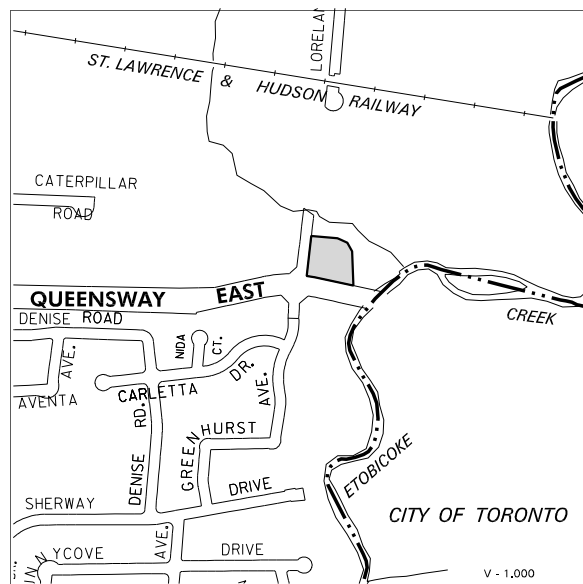 LORELAN
ST. LAWRENCE & HUDSON RAILWAY
CATERPILLAR
ROAD
QUEENSWAY EAST
DENISE ROAD
CREEK
NIDA
CT.
AVE.
CARLETTA DR.
AVENTA
AVE.
DENISE RD.
GREENHURST
ETOBICOKE
SHERWAY DRIVE
CITY OF TORONTO
AVE.
YCOVE DRIVE
V - 1.000